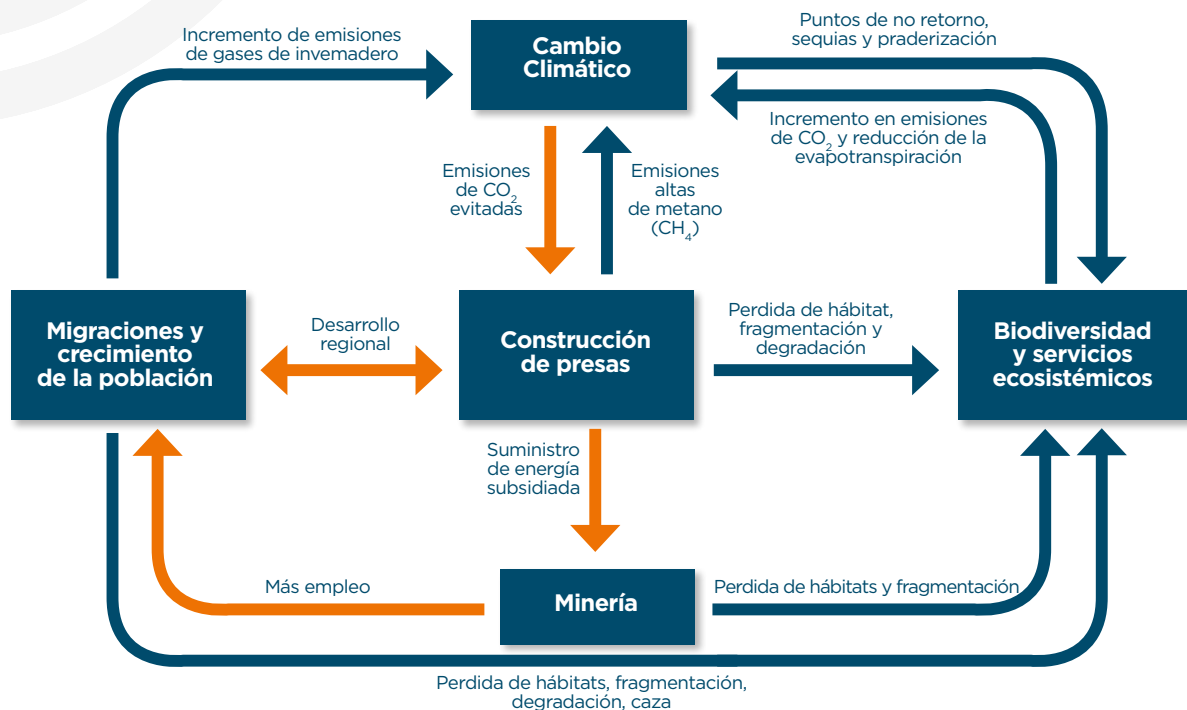 Incremento de emisiones
de gases de invemadero
Cambio
Climático
Puntos de no retorno,
sequias y praderización
Incremento en emisiones
de CO₂ y reducción de la
evapotranspiración
Emisiones
de CO₂
evitadas
Emisiones
altas
de metano
(CH₄)
Migraciones y
crecimiento
de la población
Desarrollo
regional
Construcción
de presas
Perdida de hábitat,
fragmentación y
degradación
Biodiversidad
y servicios
ecosistémicos
Suministro
de energía
subsidiada
Más empleo
Minería
Perdida de hábitats y fragmentación
Perdida de hábitats, fragmentación,
degradación, caza